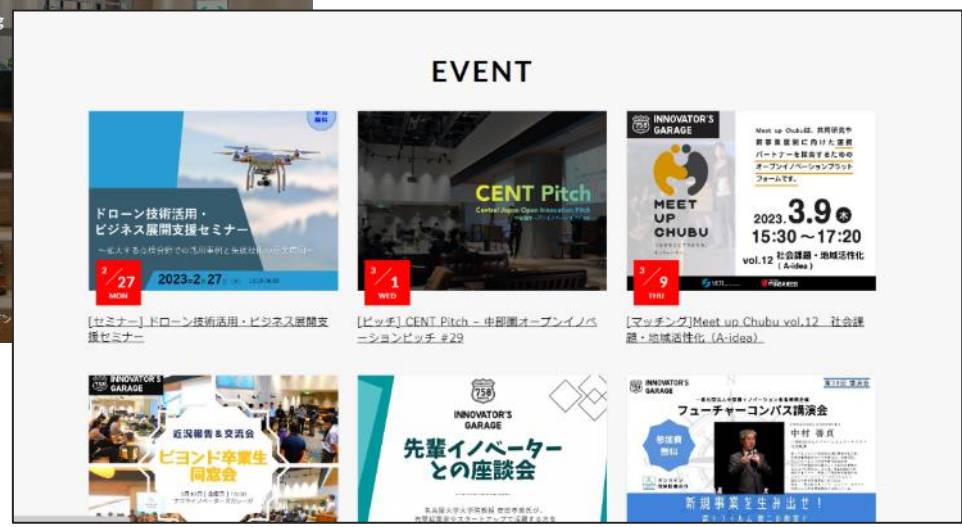 EVENT
ドローン技術活用・
ビジネス展開支援セミナー
2023年2月27日
2/27
MON
[セミナー] ドローン技術活用・ビジネス展開支
援セミナー
CENT Pitch
Central Japan Open Innovation Pitch
3/1
WED
[ピッチ] CENT Pitch – 中部圏オープンイノベ
ーションピッチ #29
INNOVATOR'S
GARAGE
MEET
UP
CHUBU
Meet up Chubuは、共同研究や
新事業展開に向けた連携
パートナーを探索するための
オープンイノベーションプラット
フォームです。
2023.3.9 木
15:30～17:20
vol.12 社会課題・地域活性化
(A-idea)
3/9
THU
[マッチング]Meet up Chubu vol.12 社会課
題・地域活性化（A-idea）
INNOVATOR'S
GARAGE
近況報告&交流会
ビヨンド卒業生
同窓会
758
INNOVATOR'S
GARAGE
先輩イノベーター
との座談会
INNOVATOR'S
GARAGE
フューチャーコンパス講演会
参加費
無料
中村 善貞
オンライン
新規事業を生み出せ！